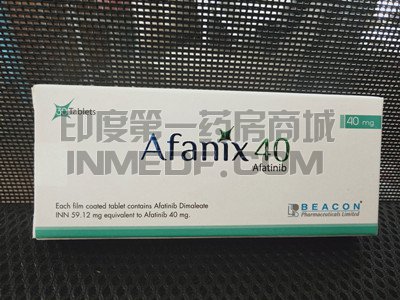 30 Tablets
40 mg
印度第一药房商城
INMEDP.COM
Afanix 40
Afatinib
Each film coated tablet contains Afatinib Dimaleate
INN 59.12 mg equivalent to Afatinib 40 mg.
BEACON
Pharmaceuticals Limited